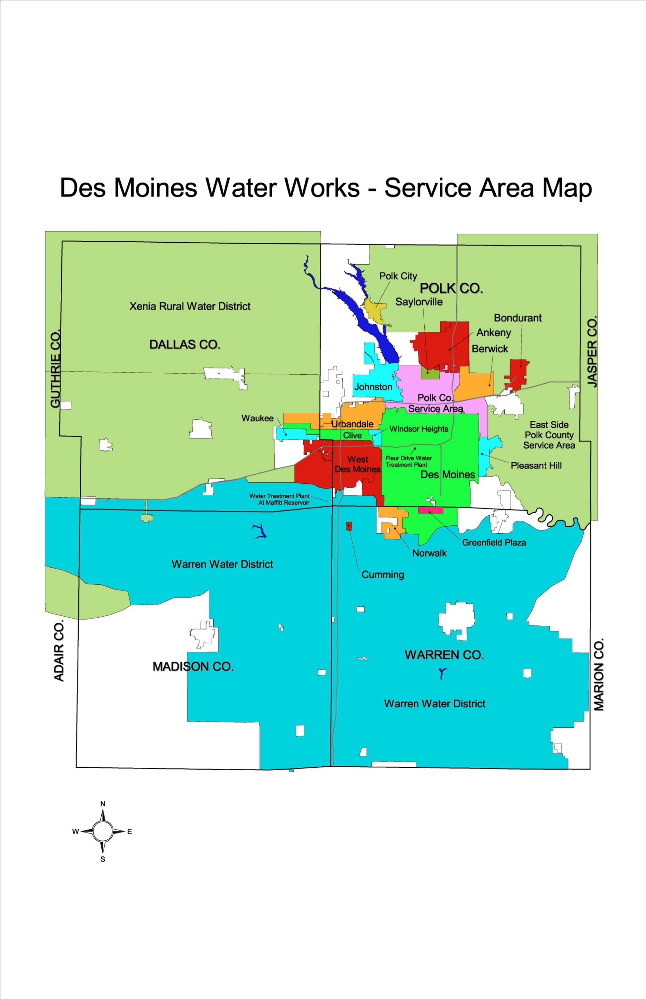 Des Moines Water Works - Service Area Map
Polk City
POLK CO.
Saylorville
Xenia Rural Water District
Bondurant
DALLAS CO.
Ankeny
Berwick
GUTHRIE CO.
JASPER CO.
Johnston
Polk Co.
Service Area
Waukee
Urbandale
Windsor Heights
Clive
East Side
Polk County
Service Area
West
Des Moines
Fleur Drive Water
Treatment Plant
Pleasant Hill
Des Moines
Water Treatment Plant
At Maffitt Reservoir
Greenfield Plaza
Norwalk
Warren Water District
Cumming
ADAIR CO.
WARREN CO.
MADISON CO.
MARION CO.
Warren Water District
N
W
E
S